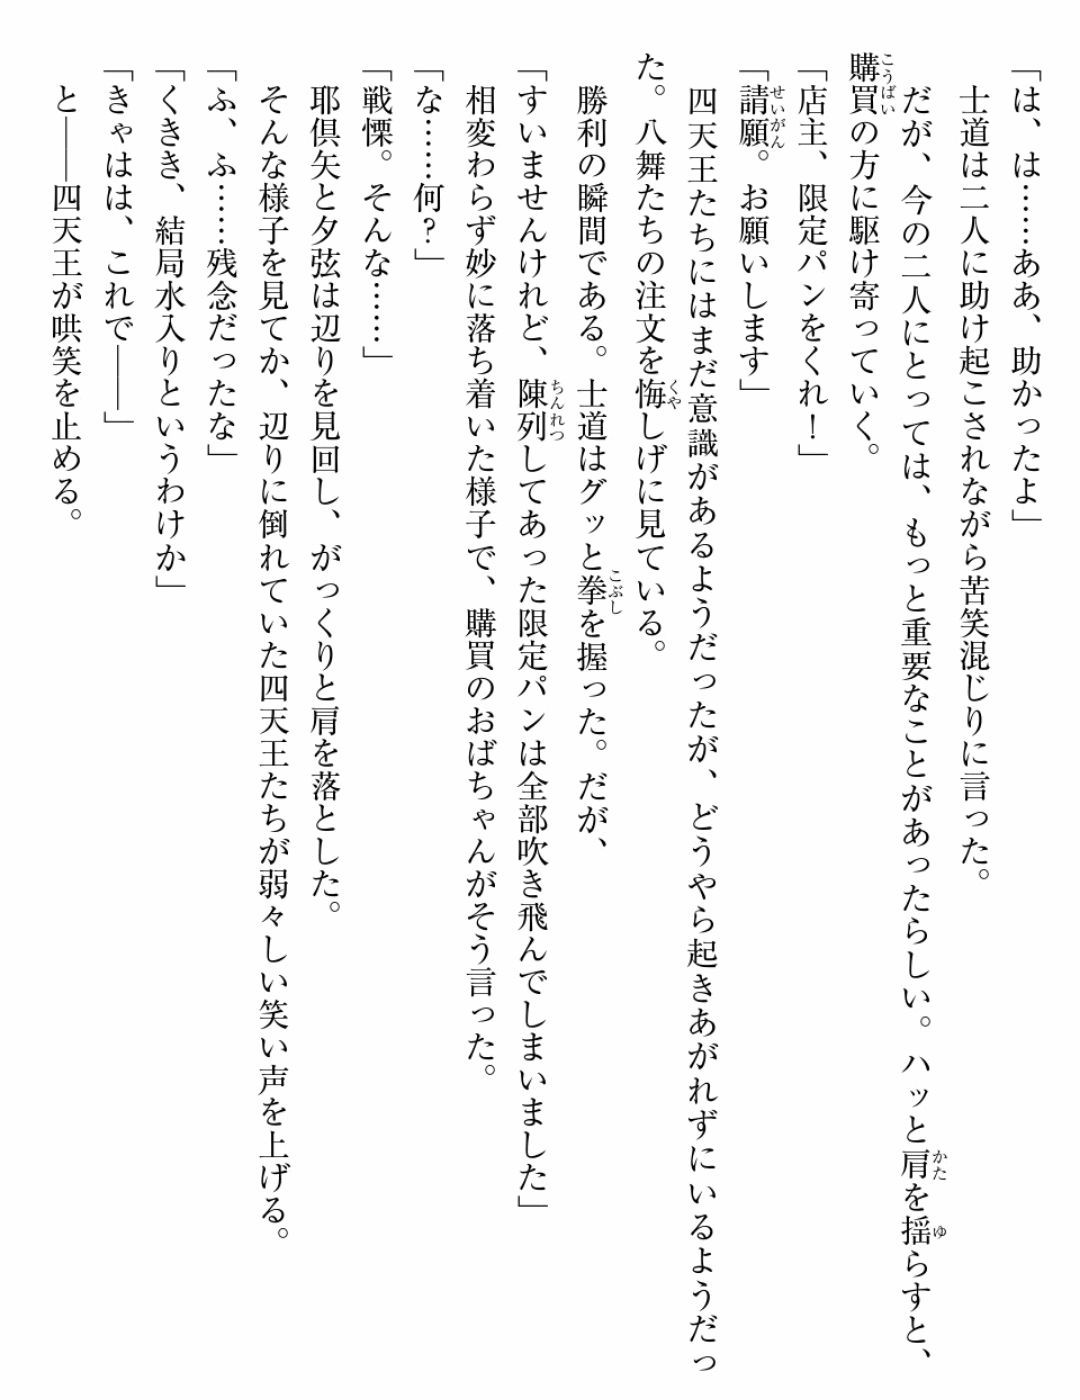 「は、は……ああ、助かったよ」
士道は二人に助け起こされながら苦笑混じりに言った。
だが、今の二人にとっては、もっと重要なことがあったらしい。ハッと肩を揺らすと、
購買の方に駆け寄っていく。
「店主、限定パンをくれ！」
「請願。お願いします」
四天王たちにはまだ意識があるようだったが、どうやら起きあがれずにいるようだっ
た。八舞たちの注文を悔しげに見ている。
勝利の瞬間である。士道はグッと拳を握った。だが、
「すいませんけれど、陳列してあった限定パンは全部吹き飛んでしまいました」
相変わらず妙に落ち着いた様子で、購買のおばちゃんがそう言った。
「な……何？」
「戦慄。そんな……」
耶倶矢と夕弦は辺りを見回し、がっくりと肩を落とした。
そんな様子を見てか、辺りに倒れていた四天王たちが弱々しい笑い声を上げる。
「ふ、ふ……残念だったな」
「くきき、結局水入りというわけか」
「きゃはは、これで――」
と――四天王が哄笑を止める。